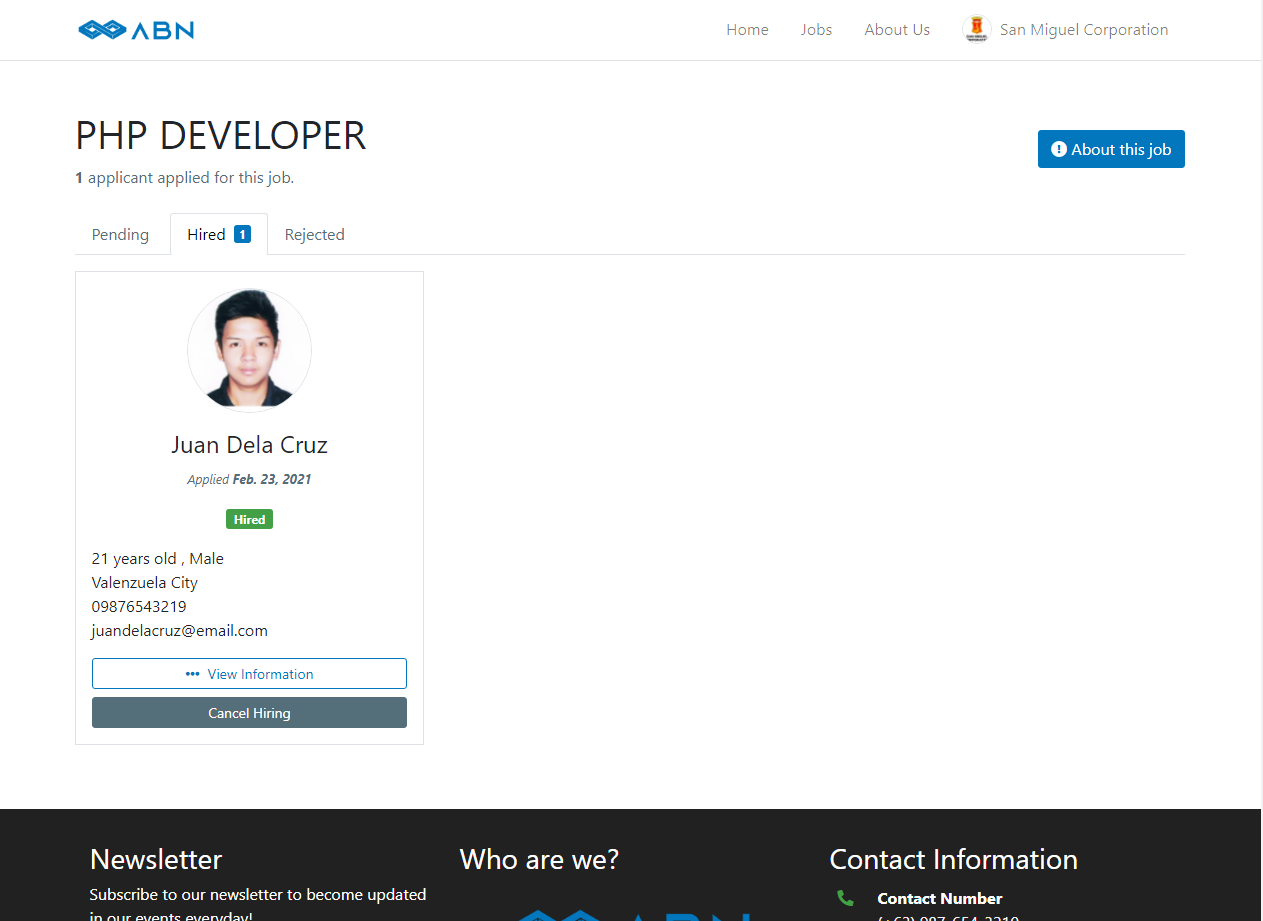 ABN
Home Jobs About Us San Miguel Corporation
PHP DEVELOPER
1 applicant applied for this job.
About this job
Pending Hired 1 Rejected
Juan Dela Cruz
Applied Feb. 23, 2021
Hired
21 years old , Male
Valenzuela City
09876543219
juandelacruz@email.com
View Information
Cancel Hiring
Newsletter
Subscribe to our newsletter to become updated
in our events everyday!
Who are we?
Contact Information
Contact Number